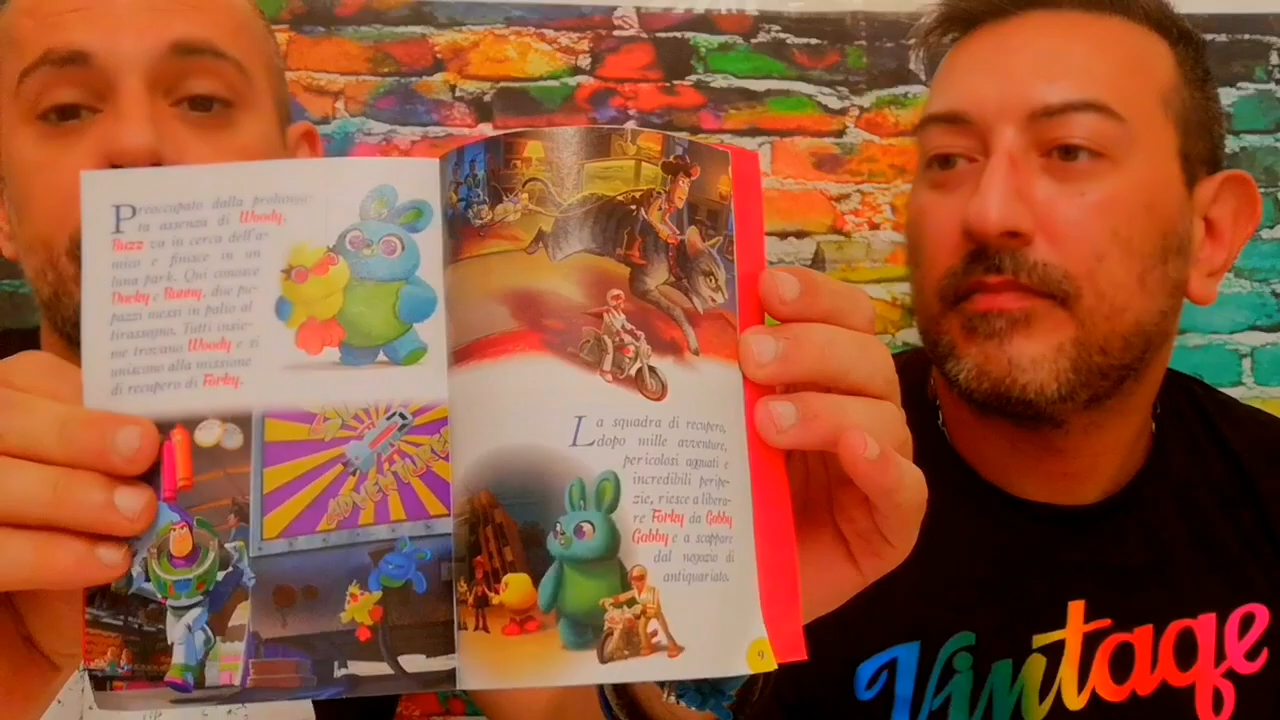 Preoccupato dalla prolunga-
ta assenza di Woody,
Buzz va in cerca dell'a-
mico e finisce in un
luna park. Qui conosce
Ducky e Bunny, due pu-
pazzi messi in palio al
tirassegno. Tutti insie-
me trovano Woody e si
uniscono alla missione
di recupero di Forky.
ADVENTURE
La squadra di recupero,
dopo mille avventure,
pericolosi agguati e
incredibili peripe-
zie, riesce a libera-
re Forky da Gabby
Gabby e a scappare
dal negozio di
antiquariato.
9
Vintage